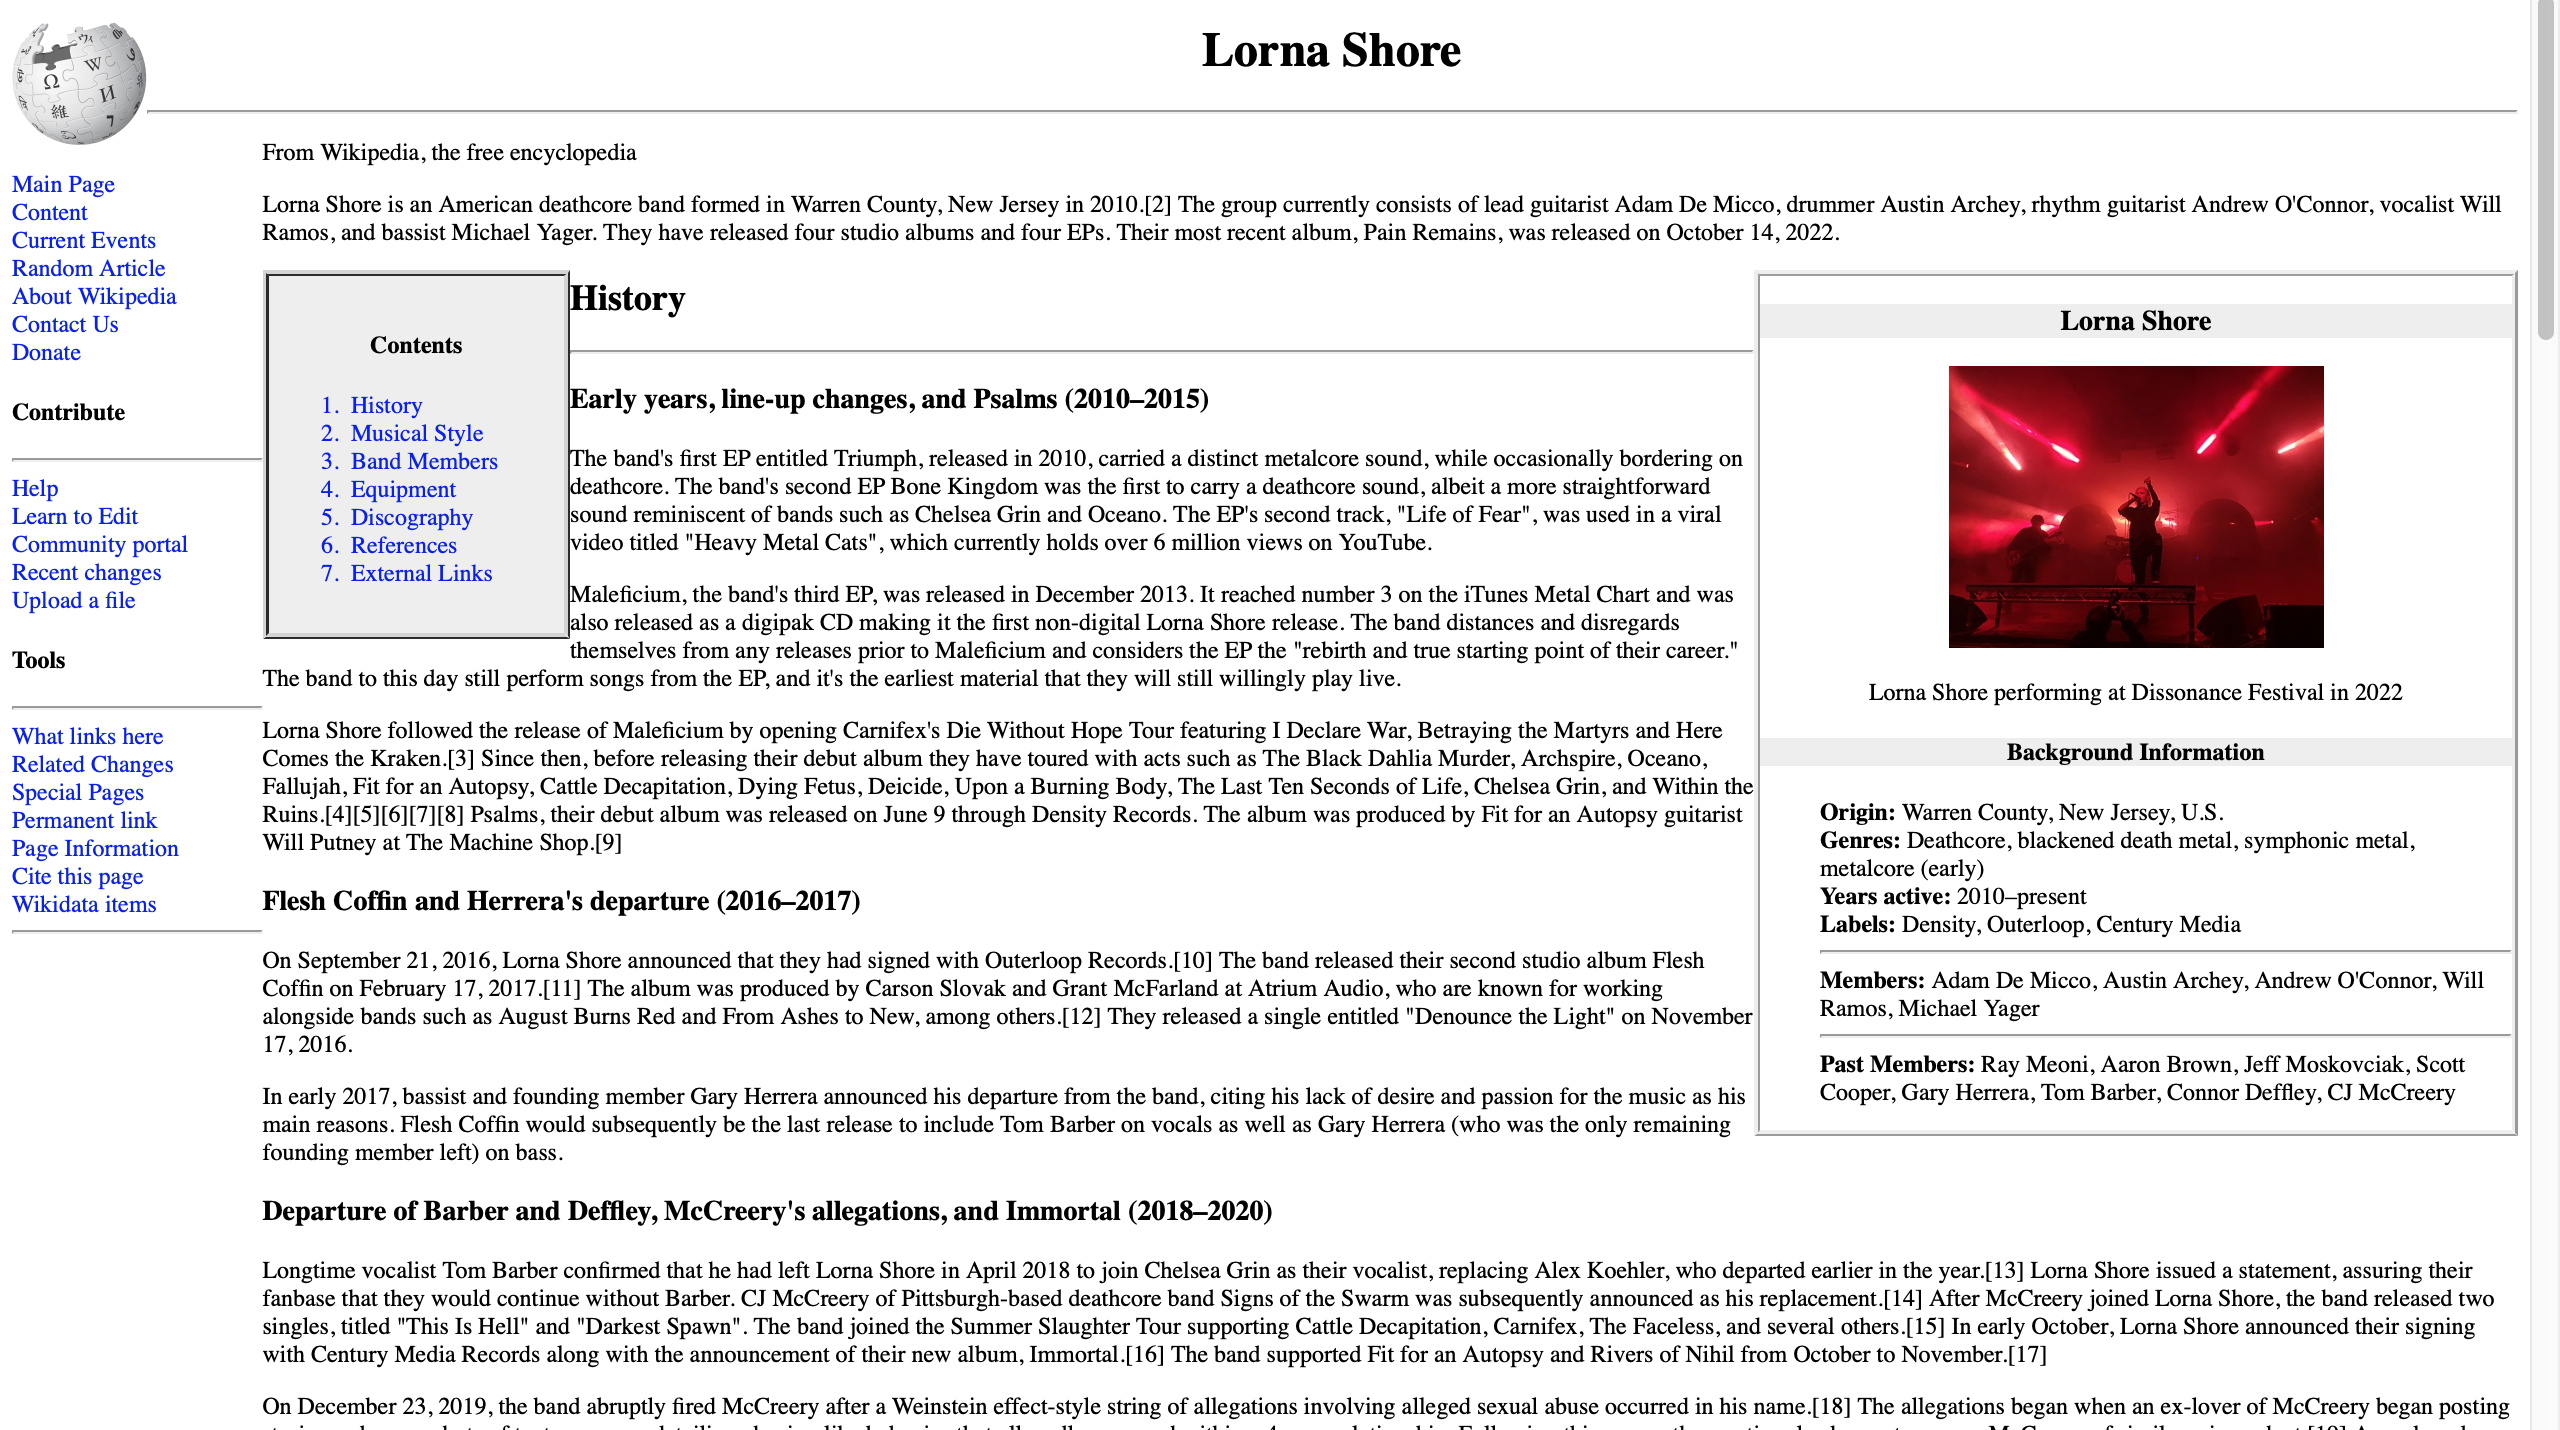 Lorna Shore
From Wikipedia, the free encyclopedia
Main Page
Content
Current Events
Random Article
About Wikipedia
Contact Us
Donate
Contribute
Help
Learn to Edit
Community portal
Recent changes
Upload a file
Tools
What links here
Related Changes
Special Pages
Permanent link
Page Information
Cite this page
Wikidata items
Lorna Shore is an American deathcore band formed in Warren County, New Jersey in 2010.[2] The group currently consists of lead guitarist Adam De Micco, drummer Austin Archey, rhythm guitarist Andrew O'Connor, vocalist Will
Ramos, and bassist Michael Yager. They have released four studio albums and four EPs. Their most recent album, Pain Remains, was released on October 14, 2022.
Contents
1. History
2. Musical Style
3. Band Members
4. Equipment
5. Discography
6. References
7. External Links
History
Early years, line-up changes, and Psalms (2010–2015)
The band's first EP entitled Triumph, released in 2010, carried a distinct metalcore sound, while occasionally bordering on
deathcore. The band's second EP Bone Kingdom was the first to carry a deathcore sound, albeit a more straightforward
sound reminiscent of bands such as Chelsea Grin and Oceano. The EP's second track, "Life of Fear", was used in a viral
video titled "Heavy Metal Cats", which currently holds over 6 million views on YouTube.
Maleficium, the band's third EP, was released in December 2013. It reached number 3 on the iTunes Metal Chart and was
also released as a digipak CD making it the first non-digital Lorna Shore release. The band distances and disregards
themselves from any releases prior to Maleficium and considers the EP the "rebirth and true starting point of their career."
The band to this day still perform songs from the EP, and it's the earliest material that they will still willingly play live.
Lorna Shore followed the release of Maleficium by opening Carnifex's Die Without Hope Tour featuring I Declare War, Betraying the Martyrs and Here
Comes the Kraken.[3] Since then, before releasing their debut album they have toured with acts such as The Black Dahlia Murder, Archspire, Oceano,
Fallujah, Fit for an Autopsy, Cattle Decapitation, Dying Fetus, Deicide, Upon a Burning Body, The Last Ten Seconds of Life, Chelsea Grin, and Within the
Ruins.[4][5][6][7][8] Psalms, their debut album was released on June 9 through Density Records. The album was produced by Fit for an Autopsy guitarist
Will Putney at The Machine Shop.[9]
Flesh Coffin and Herrera's departure (2016–2017)
On September 21, 2016, Lorna Shore announced that they had signed with Outerloop Records.[10] The band released their second studio album Flesh
Coffin on February 17, 2017.[11] The album was produced by Carson Slovak and Grant McFarland at Atrium Audio, who are known for working
alongside bands such as August Burns Red and From Ashes to New, among others.[12] They released a single entitled "Denounce the Light" on November
17, 2016.
In early 2017, bassist and founding member Gary Herrera announced his departure from the band, citing his lack of desire and passion for the music as his
main reasons. Flesh Coffin would subsequently be the last release to include Tom Barber on vocals as well as Gary Herrera (who was the only remaining
founding member left) on bass.
Lorna Shore
Lorna Shore performing at Dissonance Festival in 2022
Background Information
Origin: Warren County, New Jersey, U.S.
Genres: Deathcore, blackened death metal, symphonic metal,
metalcore (early)
Years active: 2010–present
Labels: Density, Outerloop, Century Media
Members: Adam De Micco, Austin Archey, Andrew O'Connor, Will
Ramos, Michael Yager
Past Members: Ray Meoni, Aaron Brown, Jeff Moskovciak, Scott
Cooper, Gary Herrera, Tom Barber, Connor Deffley, CJ McCreery
Departure of Barber and Deffley, McCreery's allegations, and Immortal (2018–2020)
Longtime vocalist Tom Barber confirmed that he had left Lorna Shore in April 2018 to join Chelsea Grin as their vocalist, replacing Alex Koehler, who departed earlier in the year.[13] Lorna Shore issued a statement, assuring their
fanbase that they would continue without Barber. CJ McCreery of Pittsburgh-based deathcore band Signs of the Swarm was subsequently announced as his replacement.[14] After McCreery joined Lorna Shore, the band released two
singles, titled "This Is Hell" and "Darkest Spawn". The band joined the Summer Slaughter Tour supporting Cattle Decapitation, Carnifex, The Faceless, and several others.[15] In early October, Lorna Shore announced their signing
with Century Media Records along with the announcement of their new album, Immortal.[16] The band supported Fit for an Autopsy and Rivers of Nihil from October to November.[17]
On December 23, 2019, the band abruptly fired McCreery after a Weinstein effect-style string of allegations involving alleged sexual abuse occurred in his name.[18] The allegations began when an ex-lover of McCreery began posting